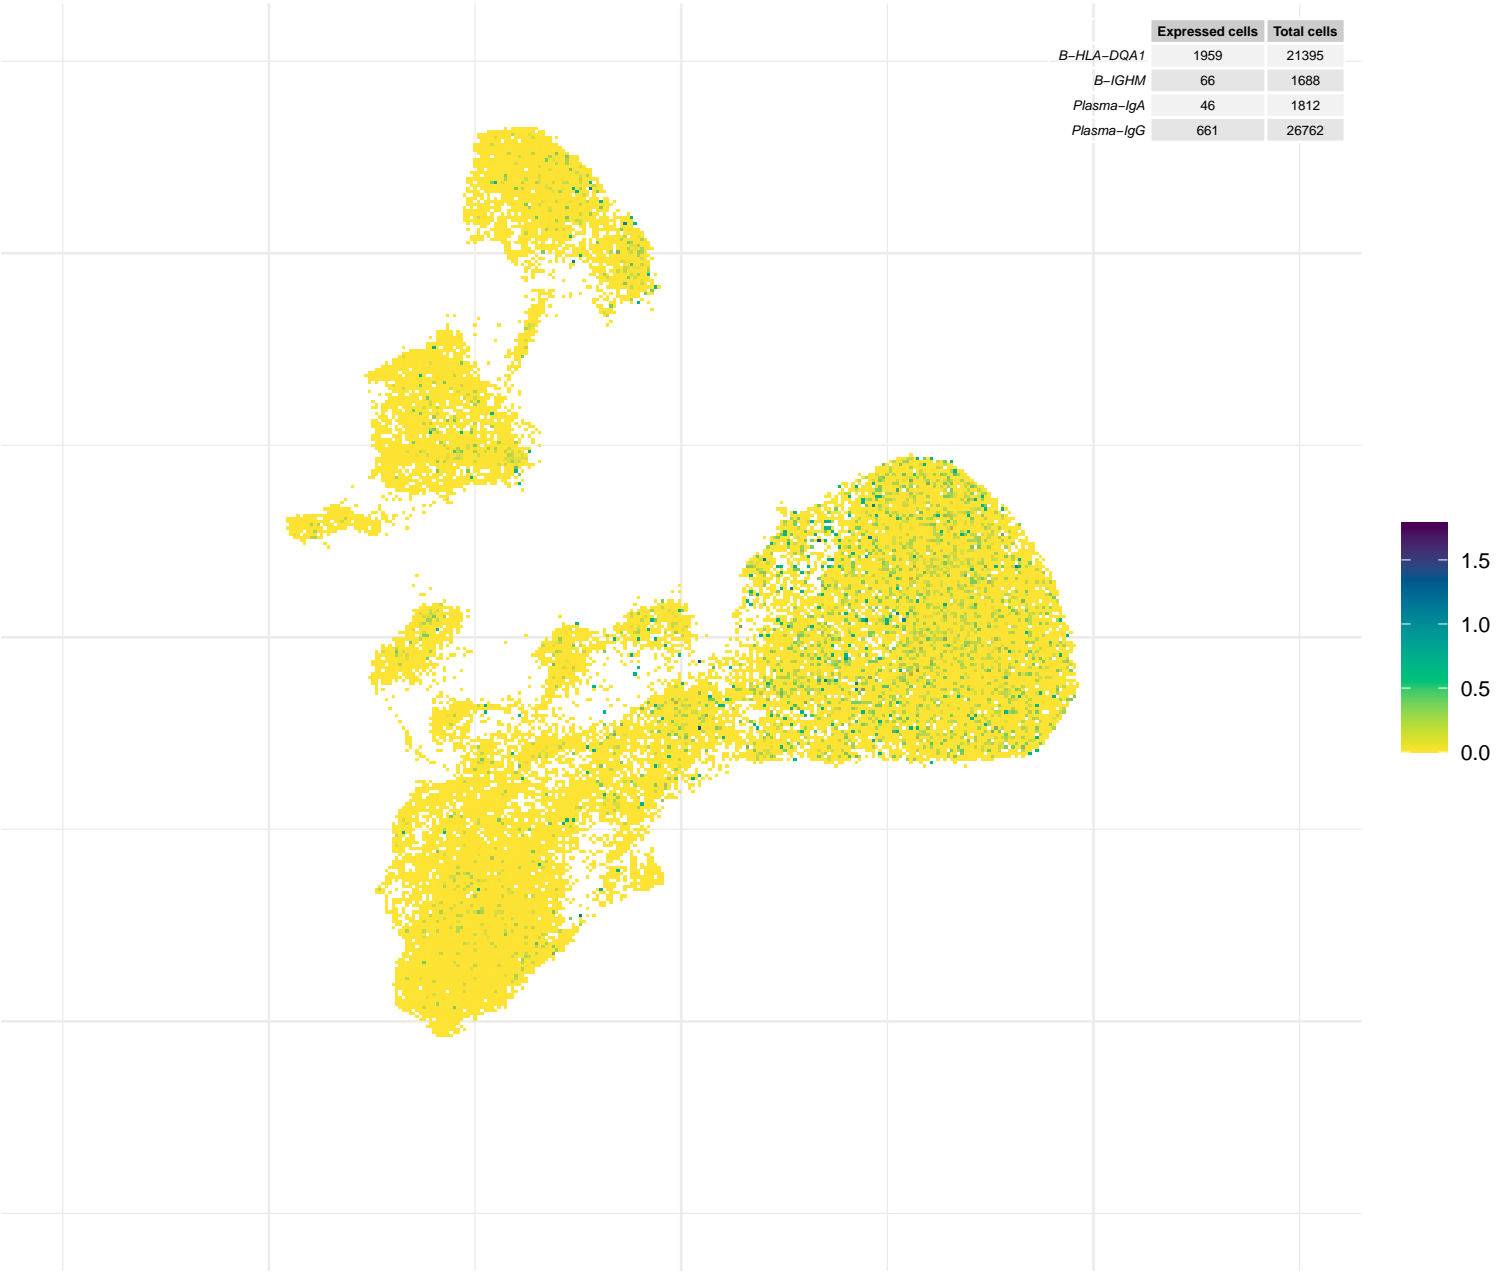 Expressed cells Total cells
B−HLA−DQA1 1959 21395
B−IGHM 66 1688
Plasma−IgA 46 1812
Plasma−IgG 661 26762
1.5
1.0
0.5
0.0